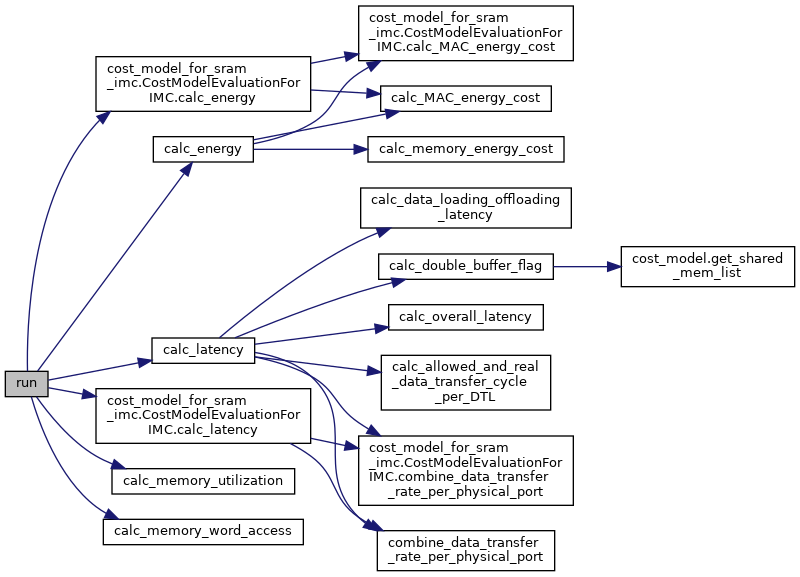 run
cost_model_for_sram
_imc.CostModelEvaluationFor
IMC.calc_energy
calc_energy
calc_latency
cost_model_for_sram
_imc.CostModelEvaluationFor
IMC.calc_latency
calc_memory_utilization
calc_memory_word_access
cost_model_for_sram
_imc.CostModelEvaluationFor
IMC.calc_MAC_energy_cost
calc_MAC_energy_cost
calc_memory_energy_cost
calc_data_loading_offloading
_latency
calc_double_buffer_flag
calc_overall_latency
calc_allowed_and_real
_data_transfer_cycle
_per_DTL
cost_model_for_sram
_imc.CostModelEvaluationFor
IMC.combine_data_transfer
_rate_per_physical_port
combine_data_transfer
_rate_per_physical_port
cost_model.get_shared
_mem_list